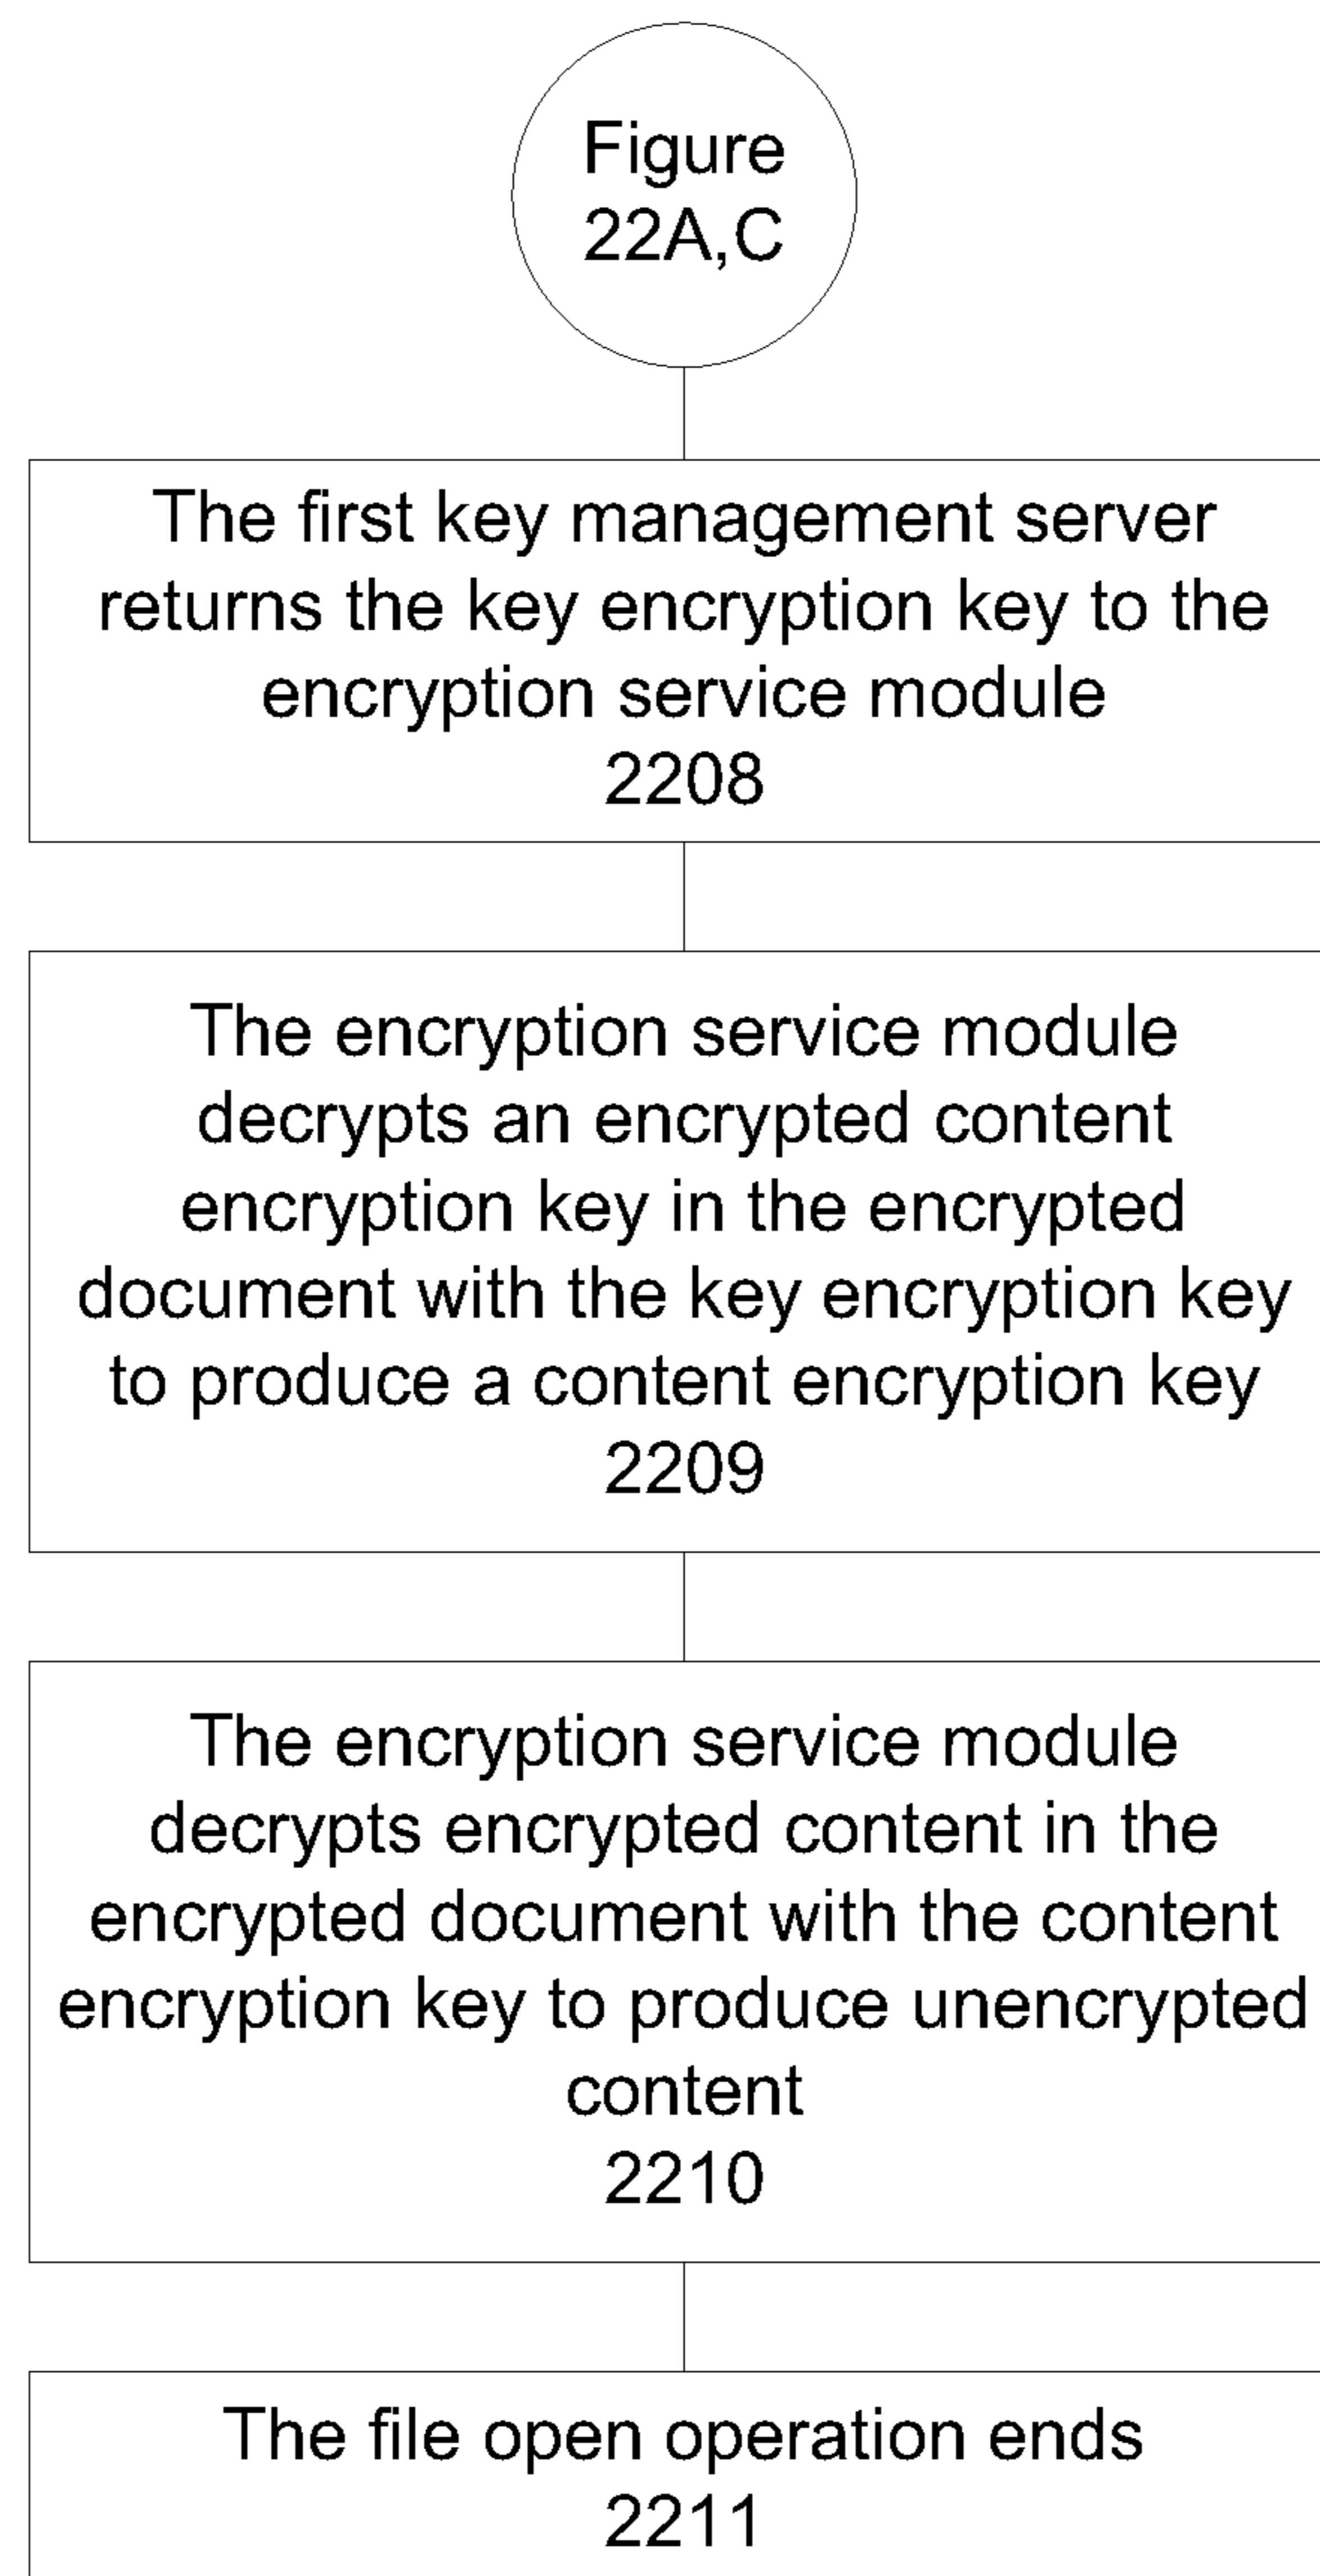 Figure
22A,C
The first key management server
returns the key encryption key to the
encryption service module
2208
The encryption service module
decrypts an encrypted content
encryption key in the encrypted
document with the key encryption key
to produce a content encryption key
2209
The encryption service module
decrypts encrypted content in the
encrypted document with the content
encryption key to produce unencrypted
content
2210
The file open operation ends
2211